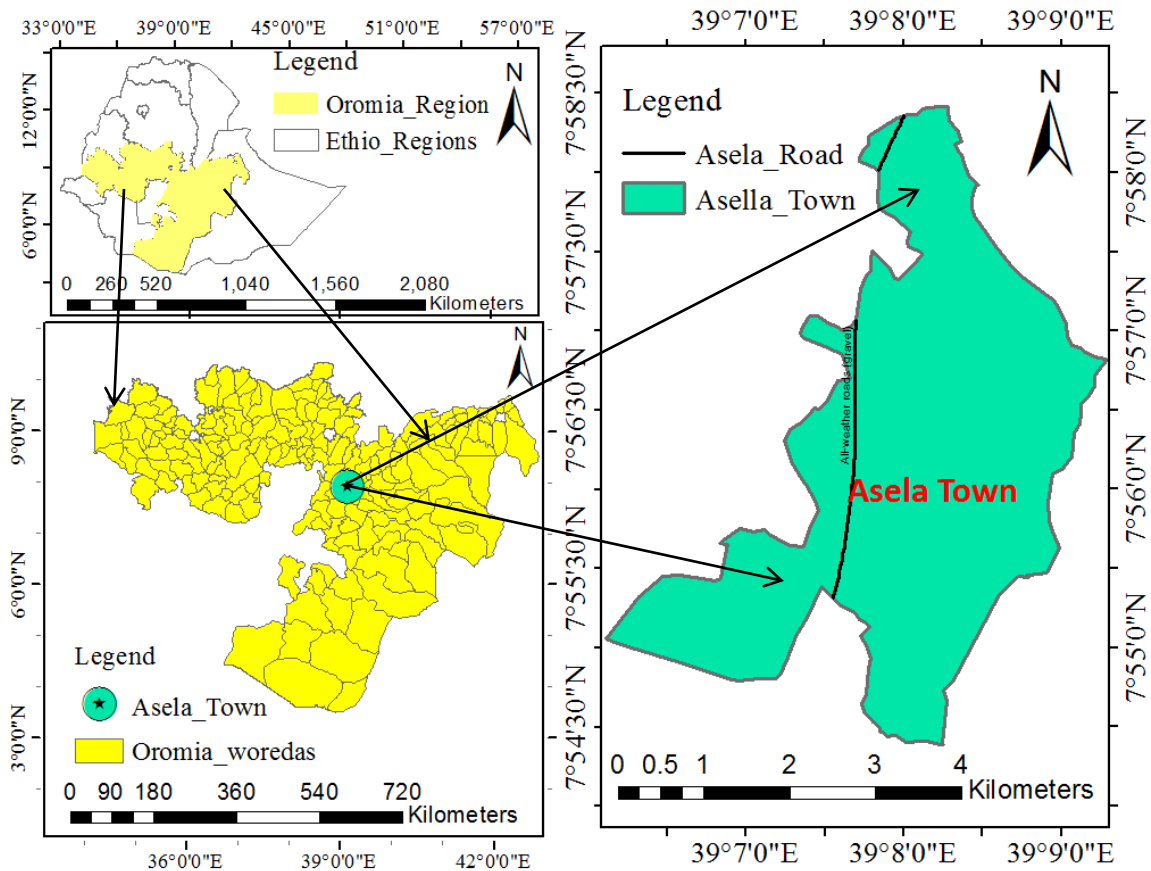 33°0'0"E 39°0'0"E 45°0'0"E 51°0'0"E 57°0'0"E
12°0'0"N
6°0'0"N
Legend
Oromia_Region
Ethio_Regions
N
0 260 520 1,040 1,560 2,080
Kilometers
N
9°0'0"N
6°0'0"N
3°0'0"N
Legend
Asela_Town
Oromia_woredas
0 90 180 360 540 720
Kilometers
36°0'0"E 39°0'0"E 42°0'0"E
39°7'0"E 39°8'0"E 39°9'0"E
7°58'30"N
7°57'30"N
7°56'30"N
7°55'30"N
7°54'30"N
Legend
Asela_Road
Asella_Town
N
All-weather roads (gravel)
Asela Town
7°58'0"N
7°57'0"N
7°56'0"N
7°55'0"N
0 0.5 1 2 3 4
Kilometers
39°7'0"E 39°8'0"E 39°9'0"E